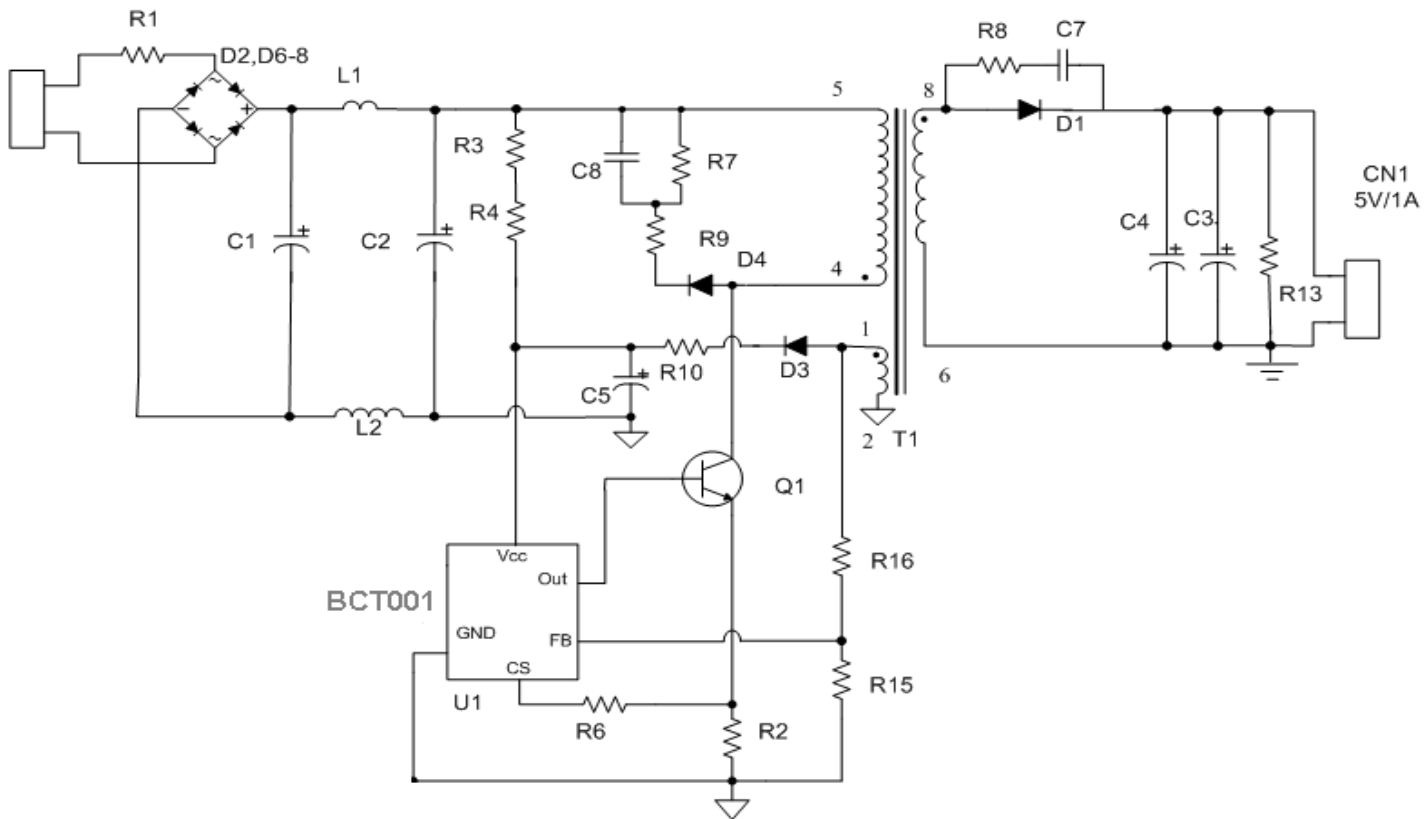 R1
D2,D6-8
L1
~
−
+
~
C1
+
C2
+
R3
R4
C8
R7
R9
D4
5
4
8
R8
C7
D1
C4
+
C3
+
R13
CN1
5V/1A
6
1
2
T1
R10
D3
C5
+
Q1
BCT001
Vcc
Out
GND
FB
CS
U1
R6
R2
R16
R15
L2